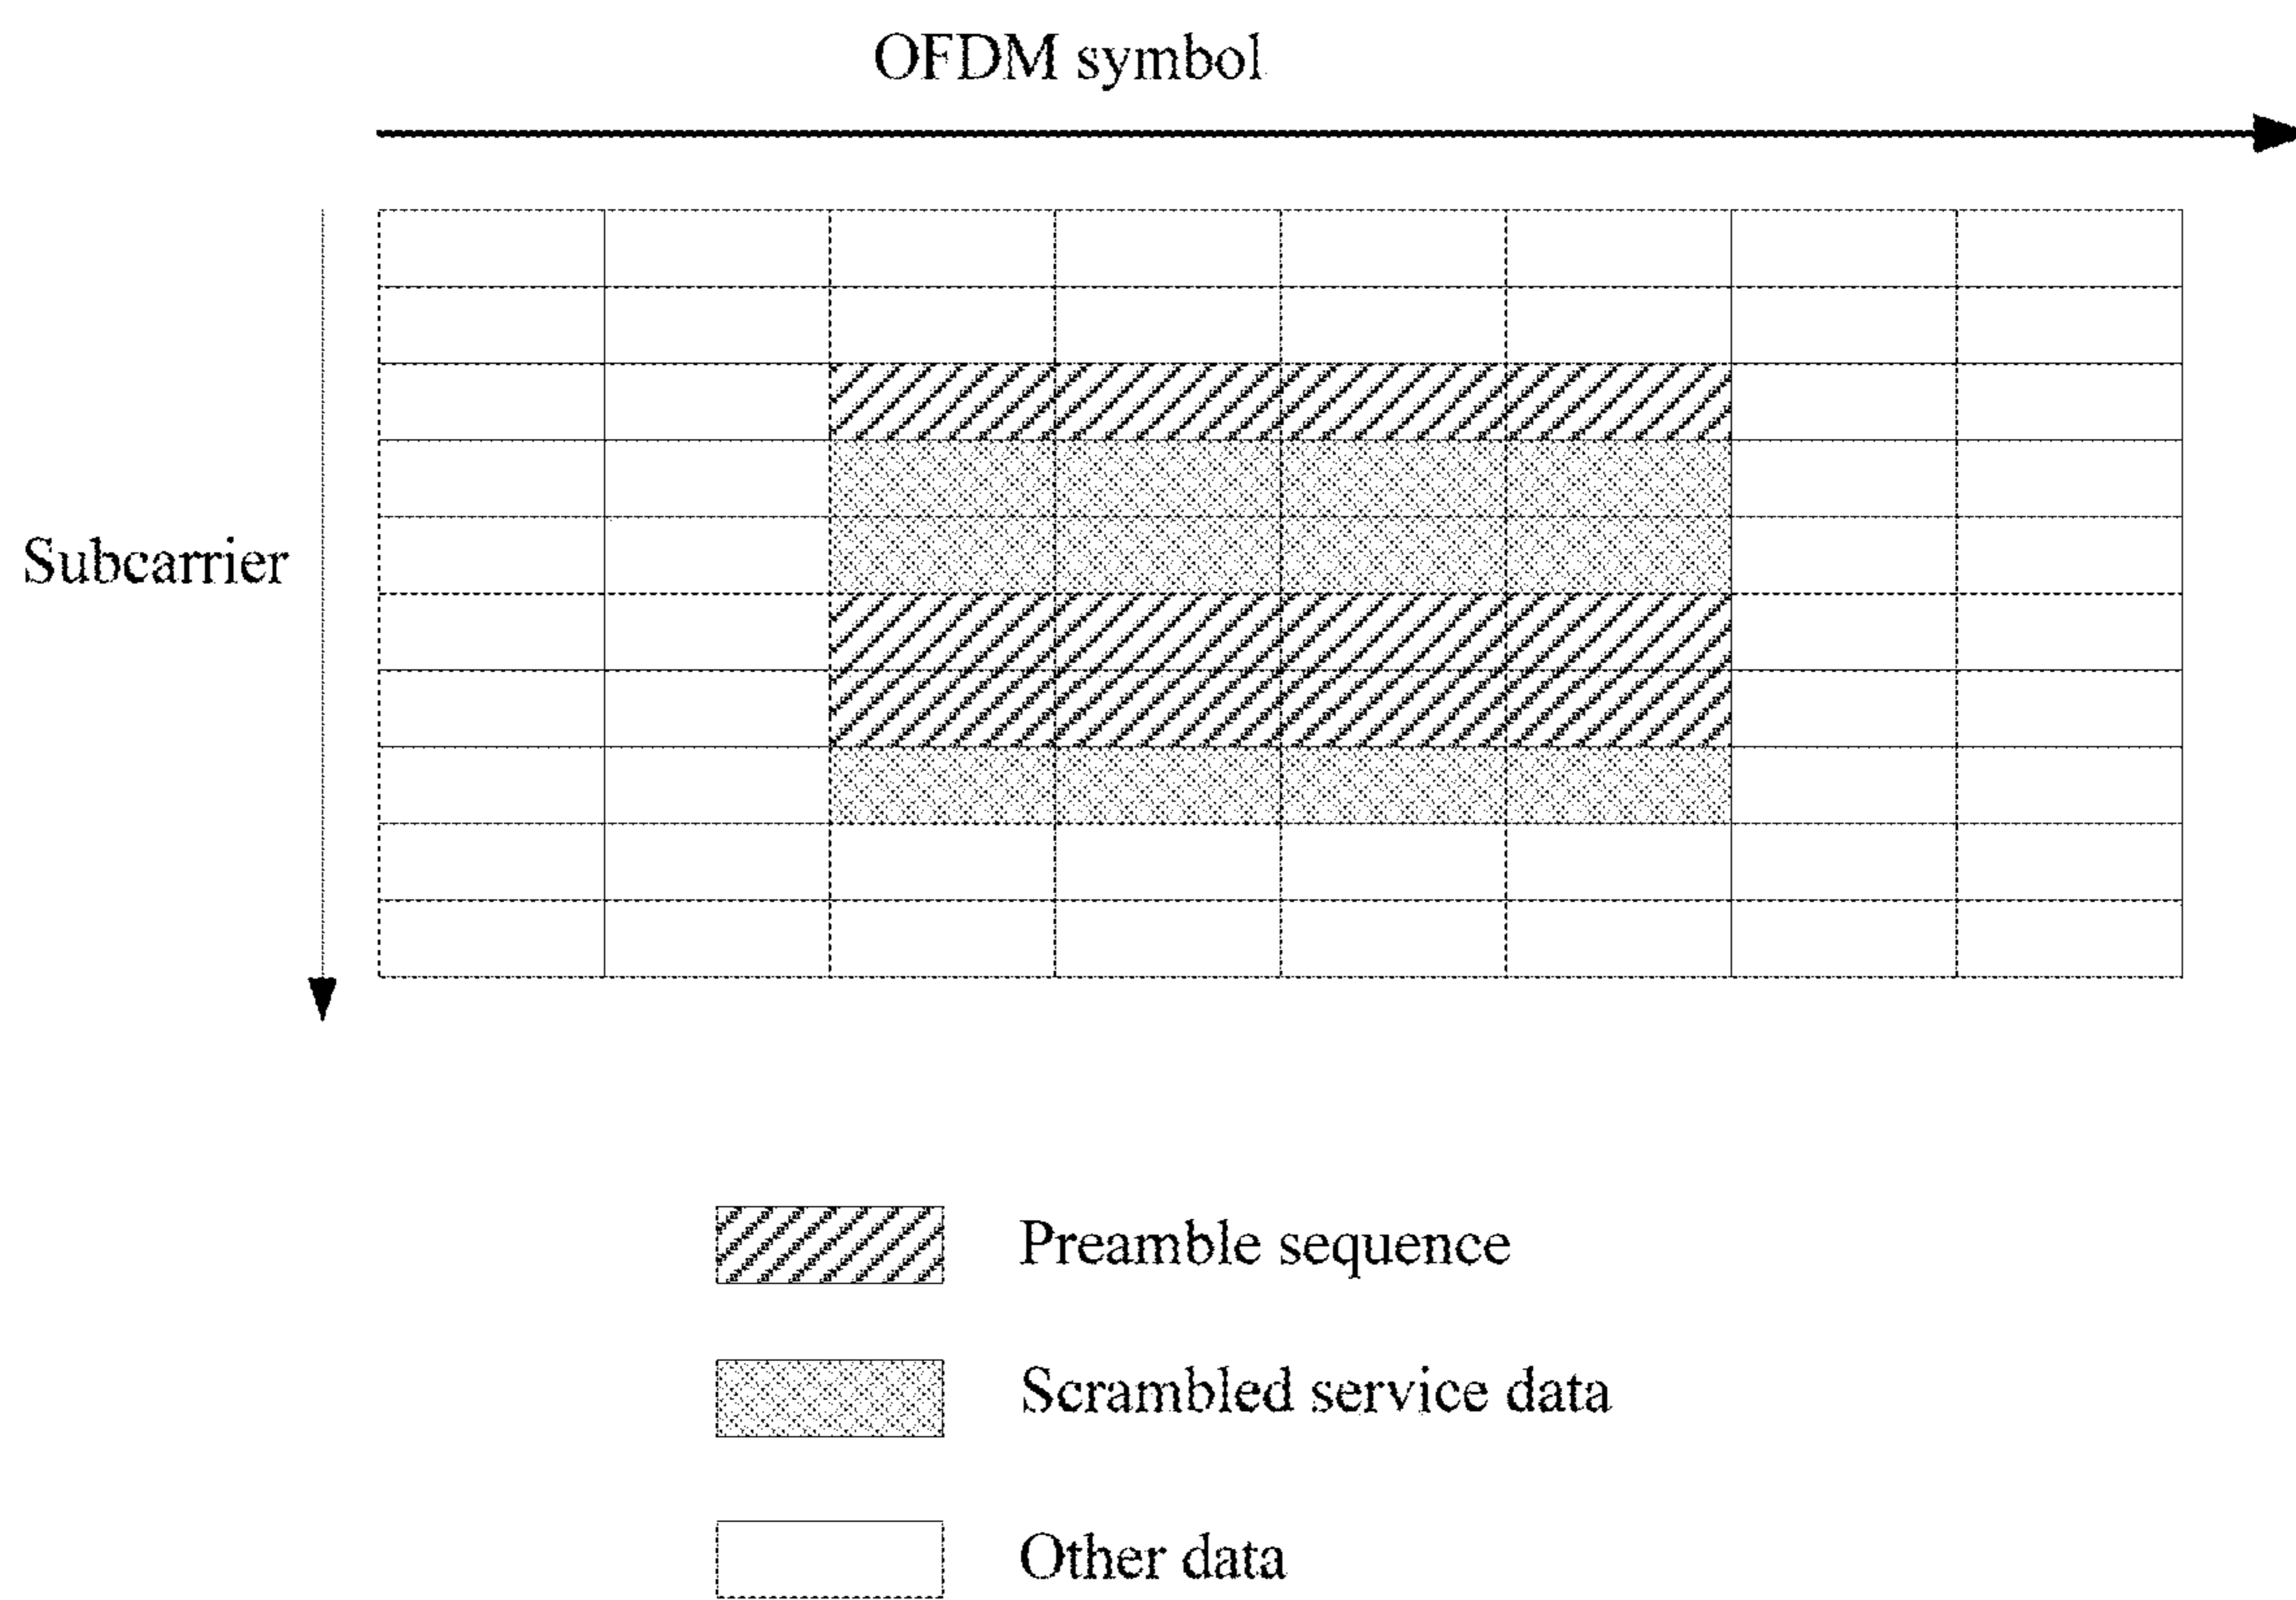 OFDM symbol
Subcarrier
Preamble sequence
Scrambled service data
Other data